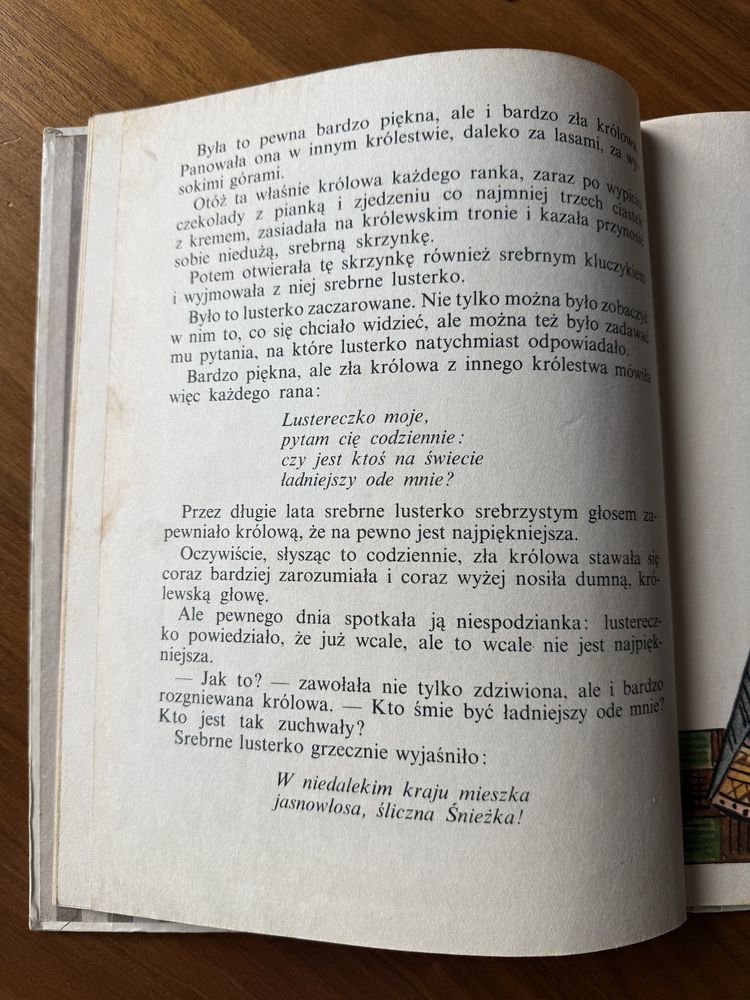 Była to pewna bardzo piękna, ale i bardzo zła królowa.
Panowała ona w innym królestwie, daleko za lasami, za wy-
sokimi górami.
Otóż ta właśnie królowa każdego ranka, zaraz po wypiciu
czekolady z pianką i zjedzeniu co najmniej trzech ciastek
z kremem, zasiadała na królewskim tronie i kazała przynosić
sobie niedużą, srebrną skrzynkę.
Potem otwierała tę skrzynkę również srebrnym kluczykiem
i wyjmowała z niej srebrne lusterko.
Było to lusterko zaczarowane. Nie tylko można było zobaczyć
w nim to, co się chciało widzieć, ale można też było zadawać
mu pytania, na które lusterko natychmiast odpowiadało.
Bardzo piękna, ale zła królowa z innego królestwa mówiła
więc każdego rana:
Lustereczko moje,
pytam cię codziennie:
czy jest ktoś na świecie
ładniejszy ode mnie?
Przez długie lata srebrne lusterko srebrzystym głosem za-
pewniało królową, że na pewno jest najpiękniejsza.
Oczywiście, słysząc to codziennie, zła królowa stawała się
coraz bardziej zarozumiała i coraz wyżej nosiła dumną, kró-
lewską głowę.
Ale pewnego dnia spotkała ją niespodzianka: lusterecz-
ko powiedziało, że już wcale, ale to wcale nie jest najpięk-
niejsza.
— Jak to? — zawołała nie tylko zdziwiona, ale i bardzo
rozgniewana królowa. — Kto śmie być ładniejszy ode mnie?
Kto jest tak zuchwały?
Srebrne lusterko grzecznie wyjaśniło:
W niedalekim kraju mieszka
jasnowłosa, śliczna Śnieżka!